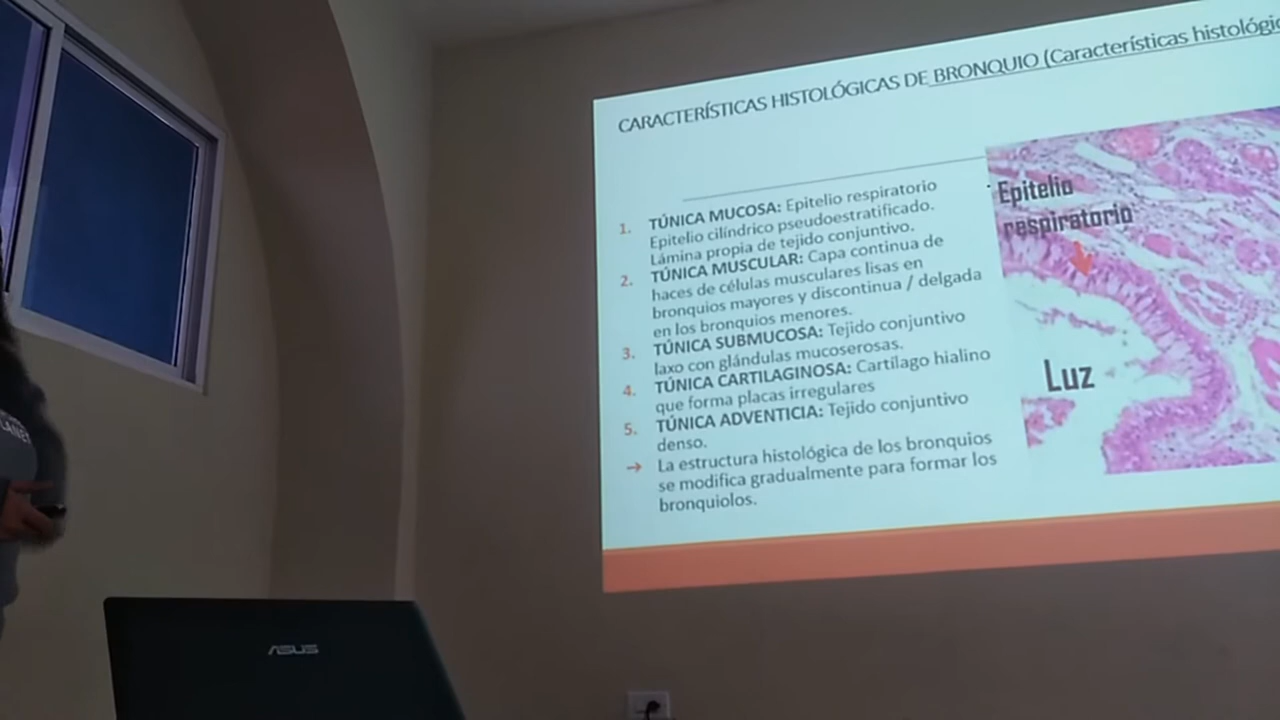 CARACTERÍSTICAS HISTOLÓGICAS DE BRONQUIO (Características
1. TÚNICA MUCOSA: Epitelio respiratorio
Epitelio cilíndrico pseudoestratificado.
Lámina propia de tejido conjuntivo.
2. TÚNICA MUSCULAR: Capa continua de
haces de células musculares lisas en
bronquios mayores y discontinua / delgada
en los bronquios menores.
3. TÚNICA SUBMUCOSA: Tejido conjuntivo
laxo con glándulas mucoserosas.
4. TÚNICA CARTILAGINOSA: Cartílago hialino
que forma placas irregulares
5. TÚNICA ADVENTICIA: Tejido conjuntivo
denso.
→ La estructura histológica de los bronquios
se modifica gradualmente para formar los
bronquiolos.
Epitelio
respiratorio
Luz
ASUS